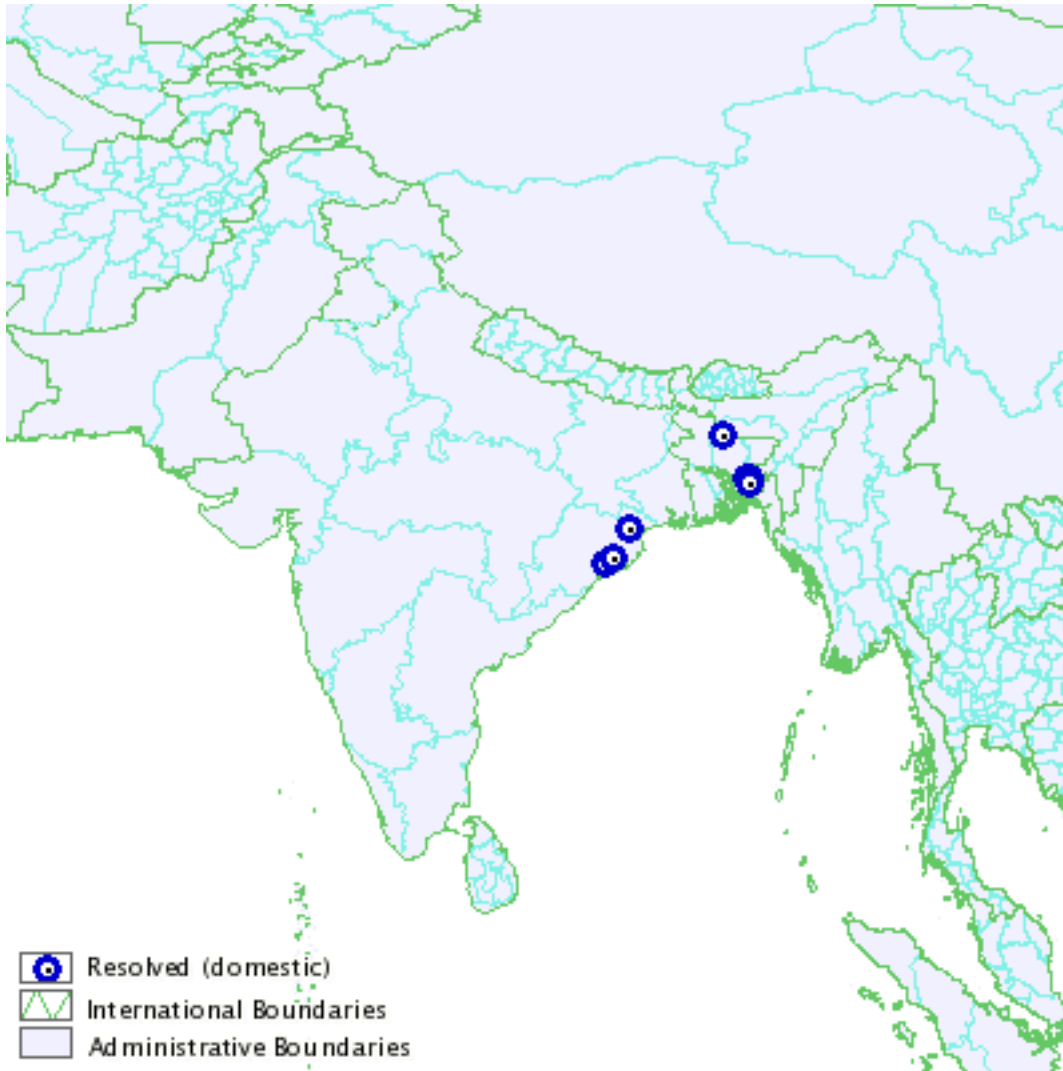 Resolved (domestic)
International Boundaries
Administrative Boundaries